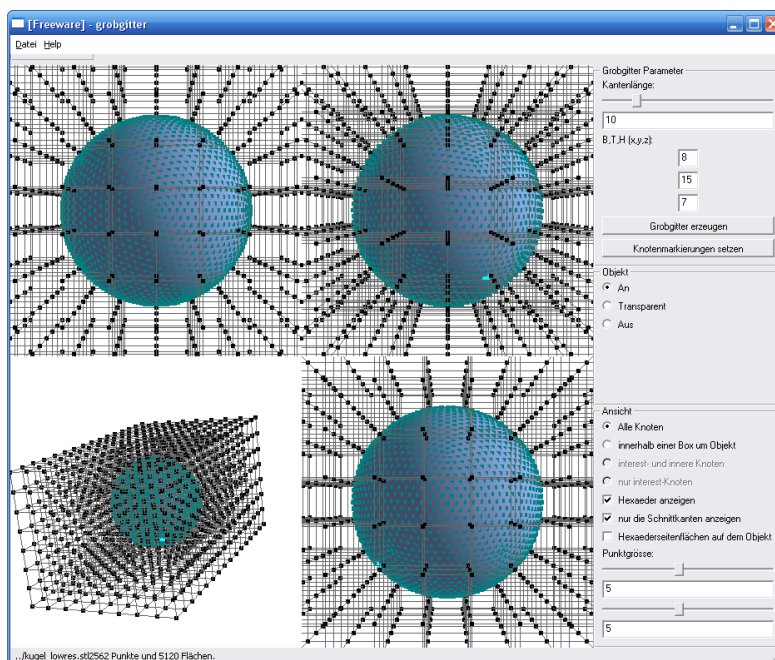 [Freeware] - grobgitter
Datei Help
Grobgitter Parameter
Kantenlänge:
10
B,T,H (x,y,z):
8
15
7
Grobgitter erzeugen
Knotenmarkierungen setzen
Objekt
An
Transparent
Aus
Ansicht
Alle Knoten
innerhalb einer Box um Objekt
interest- und innere Knoten
nur interest-Knoten
Hexaeder anzeigen
nur die Schnittkanten anzeigen
Hexaederseitenflächen auf dem Objekt
Punktgrösse:
5
5
../kugel_lowres.stl2562 Punkte und 5120 Flächen.